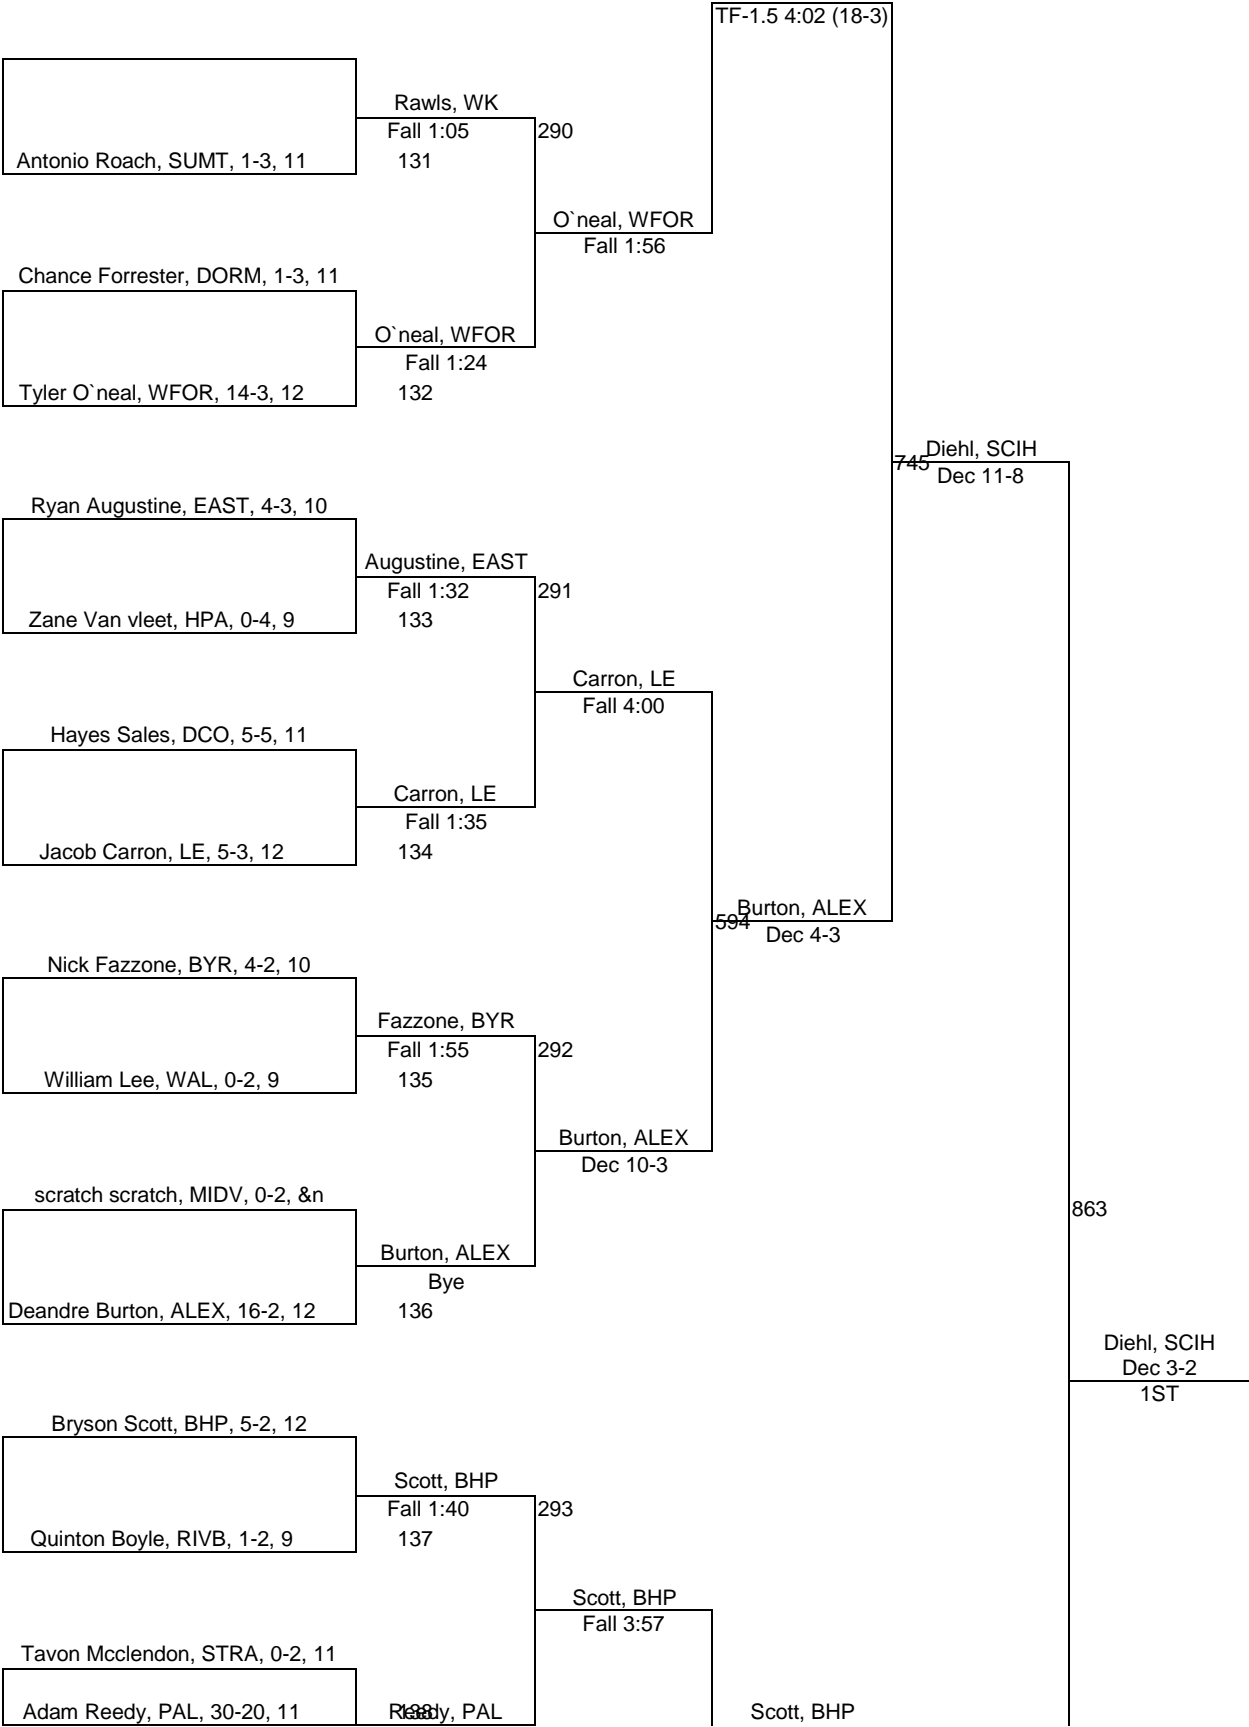 TF-1.5 4:02 (18-3)
Rawls, WK
Fall 1:05
290
Antonio Roach, SUMT, 1-3, 11
131
O`neal, WFOR
Fall 1:56
Chance Forrester, DORM, 1-3, 11
O`neal, WFOR
Fall 1:24
Tyler O`neal, WFOR, 14-3, 12
132
Diehl, SCIH
745
Dec 11-8
Ryan Augustine, EAST, 4-3, 10
Augustine, EAST
Fall 1:32
291
Zane Van vleet, HPA, 0-4, 9
133
Carron, LE
Fall 4:00
Hayes Sales, DCO, 5-5, 11
Carron, LE
Fall 1:35
Jacob Carron, LE, 5-3, 12
134
Burton, ALEX
594
Dec 4-3
Nick Fazzone, BYR, 4-2, 10
Fazzone, BYR
Fall 1:55
292
William Lee, WAL, 0-2, 9
135
Burton, ALEX
Dec 10-3
scratch scratch, MIDV, 0-2, &n
863
Burton, ALEX
Bye
Deandre Burton, ALEX, 16-2, 12
136
Diehl, SCIH
Dec 3-2
1ST
Bryson Scott, BHP, 5-2, 12
Scott, BHP
Fall 1:40
293
Quinton Boyle, RIVB, 1-2, 9
137
Scott, BHP
Fall 3:57
Tavon Mcclendon, STRA, 0-2, 11
Adam Reedy, PAL, 30-20, 11
Reedy, PAL
138
Scott, BHP